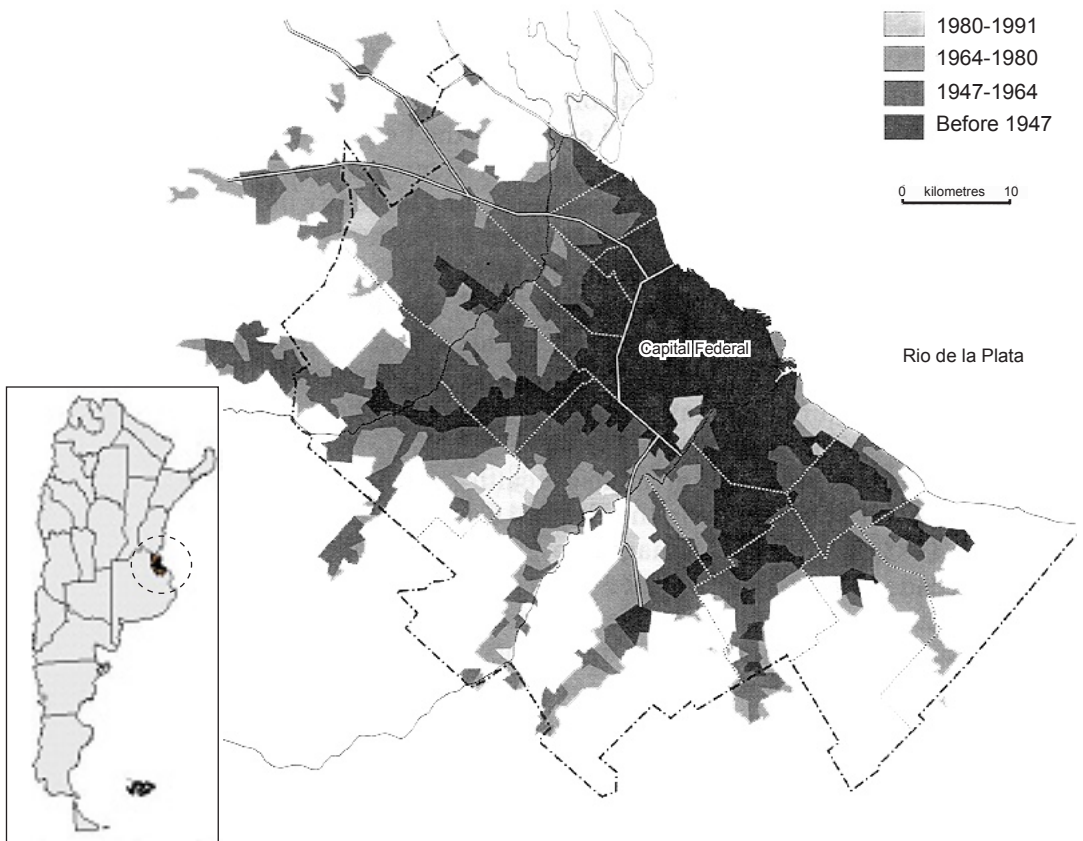 1980-1991
1964-1980
1947-1964
Before 1947
0 kilometres 10
Capital Federal
Rio de la Plata